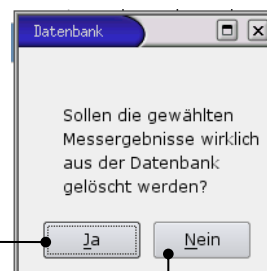 Datenbank
Sollen die gewählten
Messergebnisse wirklich
aus der Datenbank
gelöscht werden?
Ja
Nein